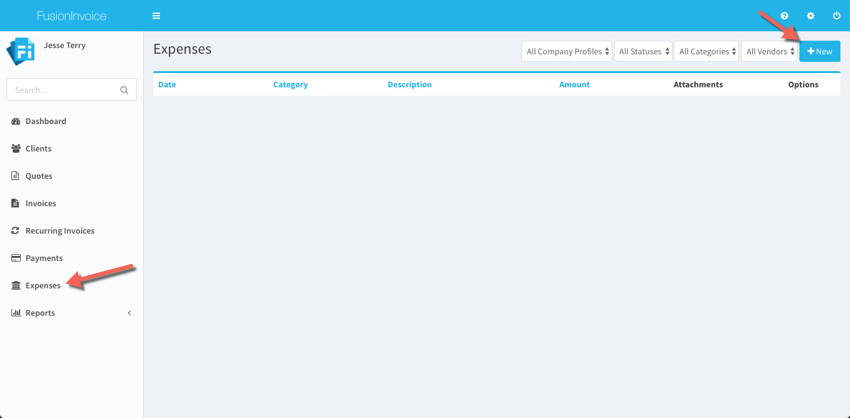 FusionInvoice
Jesse Terry
Search...
Dashboard
Clients
Quotes
Invoices
Recurring Invoices
Payments
Expenses
Reports
Expenses
All Company Profiles All Statuses All Categories All Vendors + New
Date Category Description Amount Attachments Options